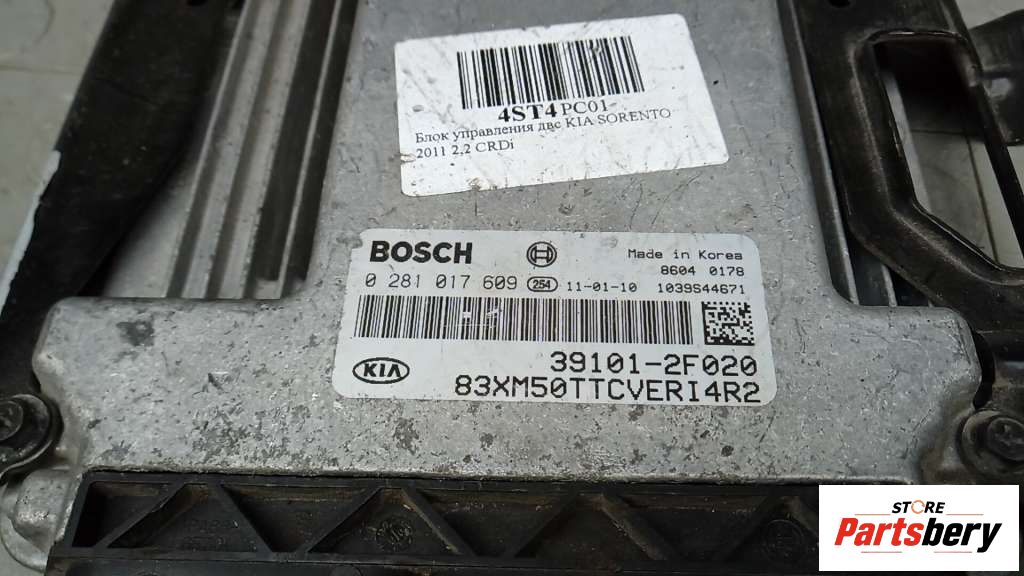 4ST4PC01
Блок управления двс KIA SORENTO
2011 2,2 CRDi
BOSCH
Made in Korea
8604 0178
0 281 017 609 254 11-01-10 1039S44671
KIA
39101-2F020
83XM50TTCVERI4R2
STORE
Partsbery